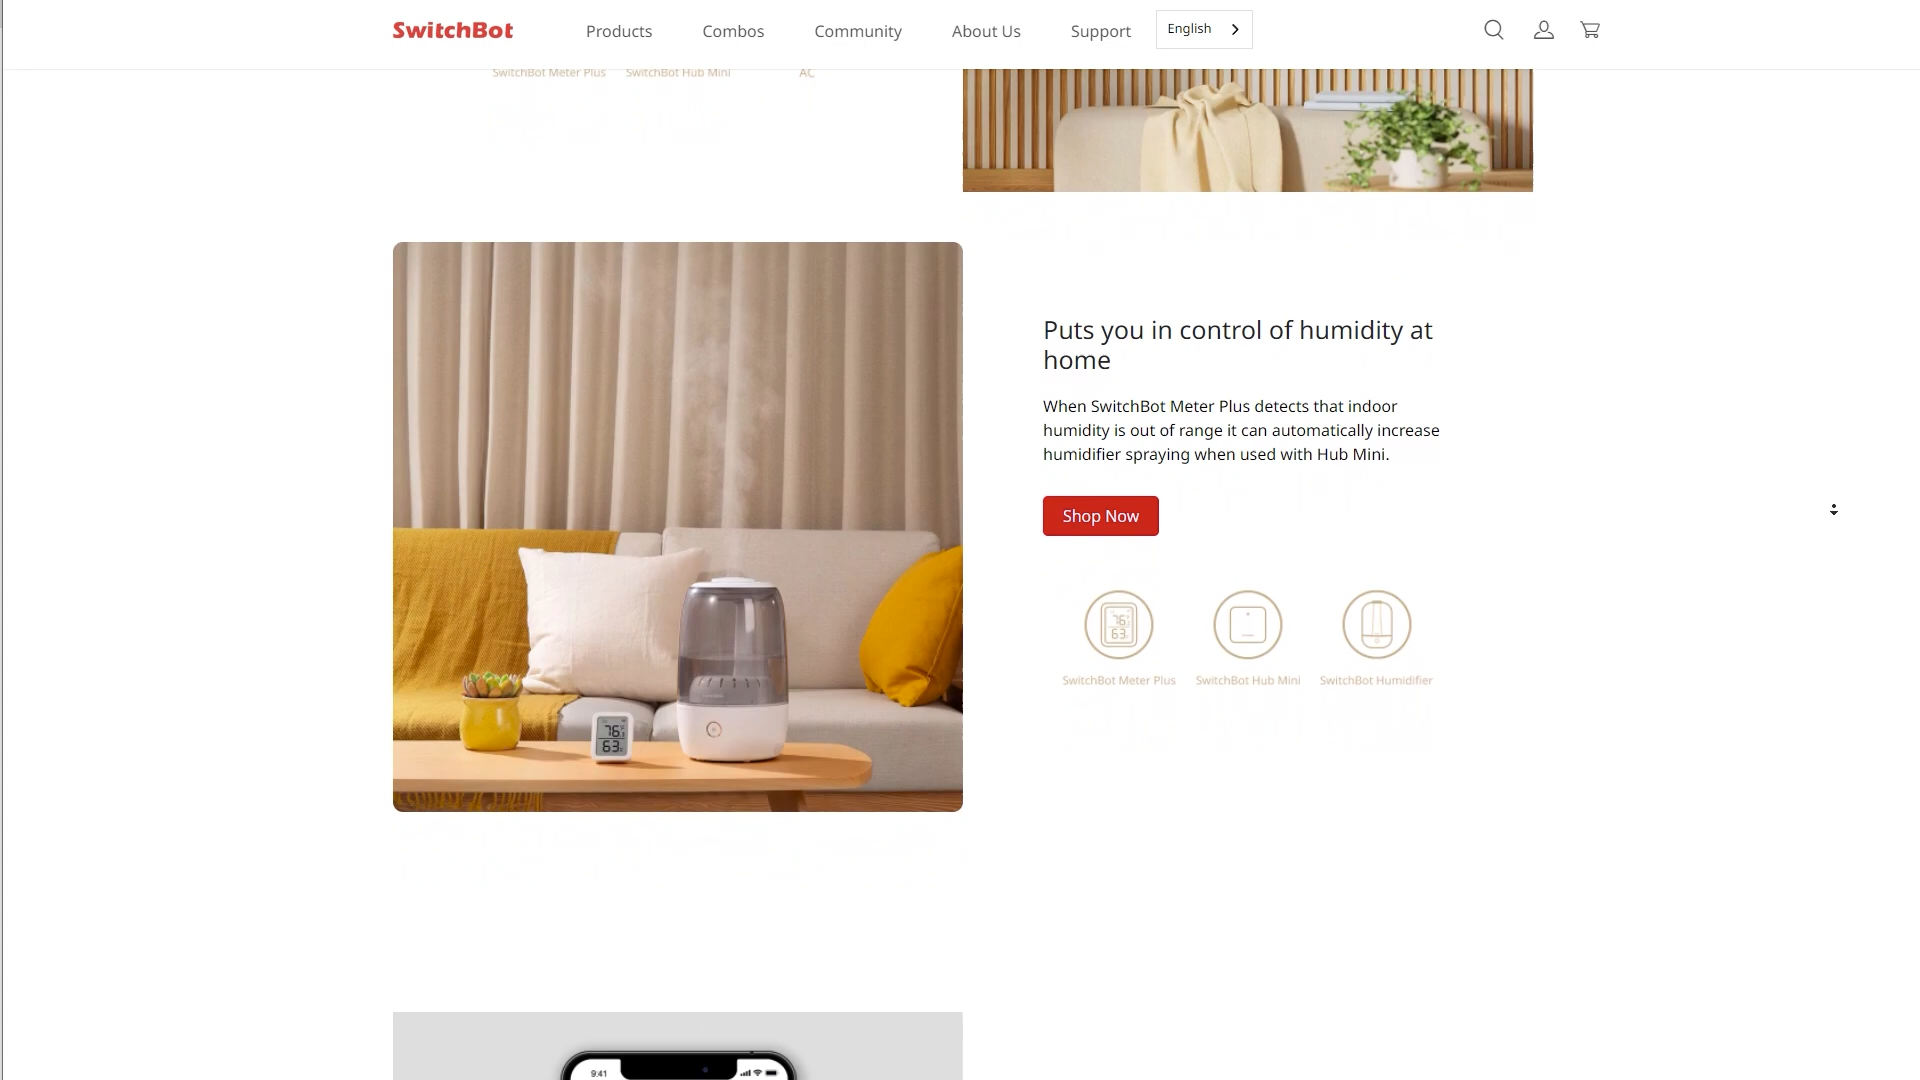 SwitchBot
Products
Combos
Community
About Us
Support
English
SwitchBot Meter Plus
SwitchBot Hub Mini
AC
Puts you in control of humidity at
home
When SwitchBot Meter Plus detects that indoor
humidity is out of range it can automatically increase
humidifier spraying when used with Hub Mini.
Shop Now
76
63
76
63
SwitchBot Meter Plus
SwitchBot Hub Mini
SwitchBot Humidifier
9:41